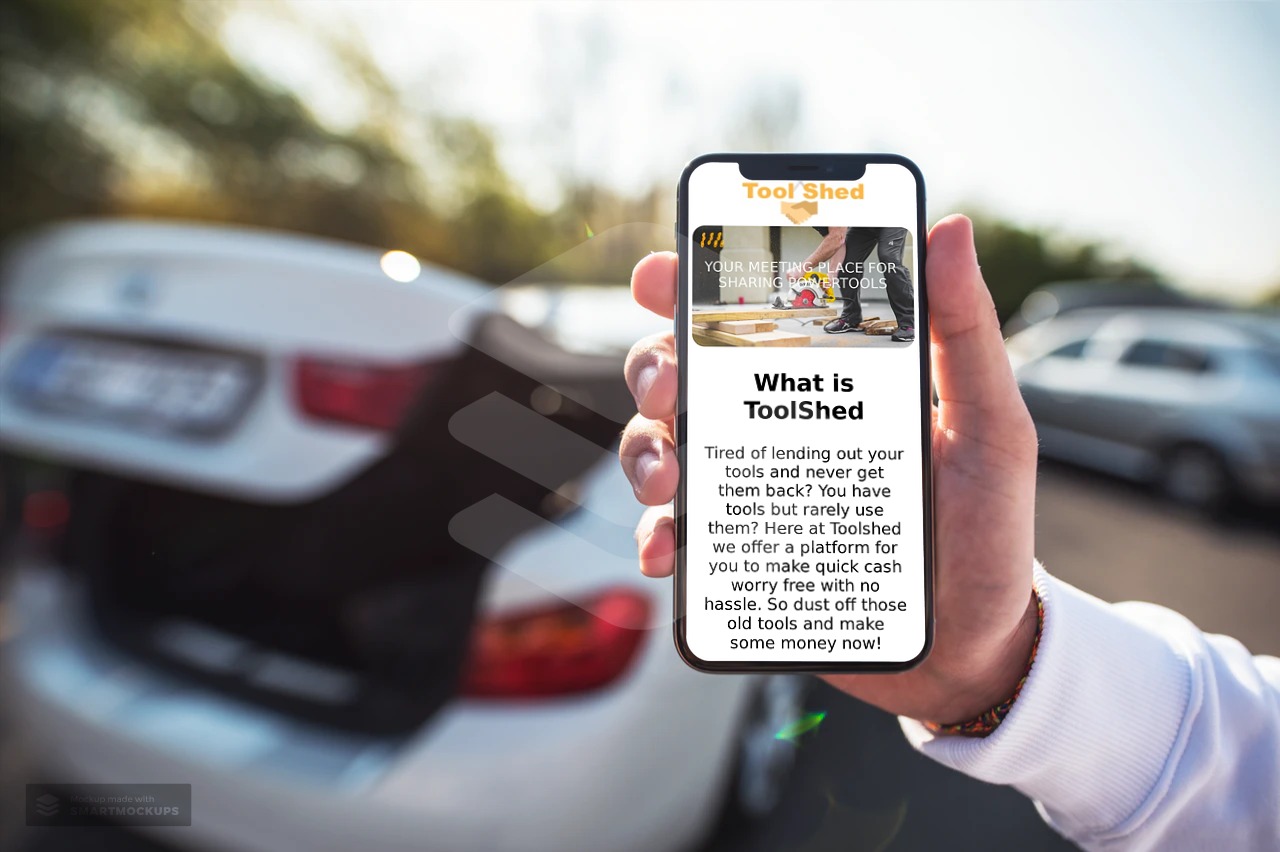 Tool Shed
YOUR MEETING PLACE FOR
SHARING POWERTOOLS
What is
ToolShed
Tired of lending out your
tools and never get
them back? You have
tools but rarely use
them? Here at Toolshed
we offer a platform for
you to make quick cash
worry free with no
hassle. So dust off those
old tools and make
some money now!
Mockup made with
SMARTMOCKUPS